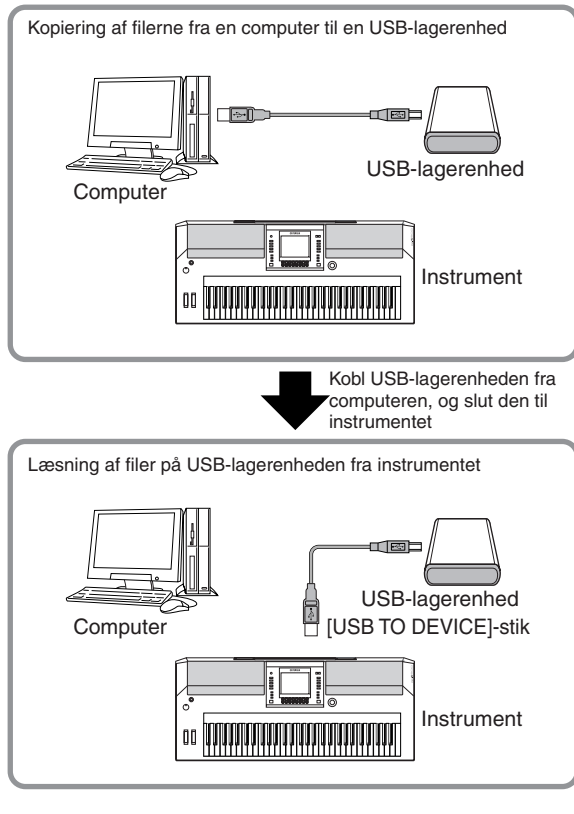 Kopiering af filerne fra en computer til en USB-lagerenhed
USB-lagerenhed
Computer
Instrument
Kobl USB-lagerenheden fra
computeren, og slut den til
instrumentet
Læsning af filer på USB-lagerenheden fra instrumentet
USB-lagerenhed
Computer
[USB TO DEVICE]-stik
Instrument